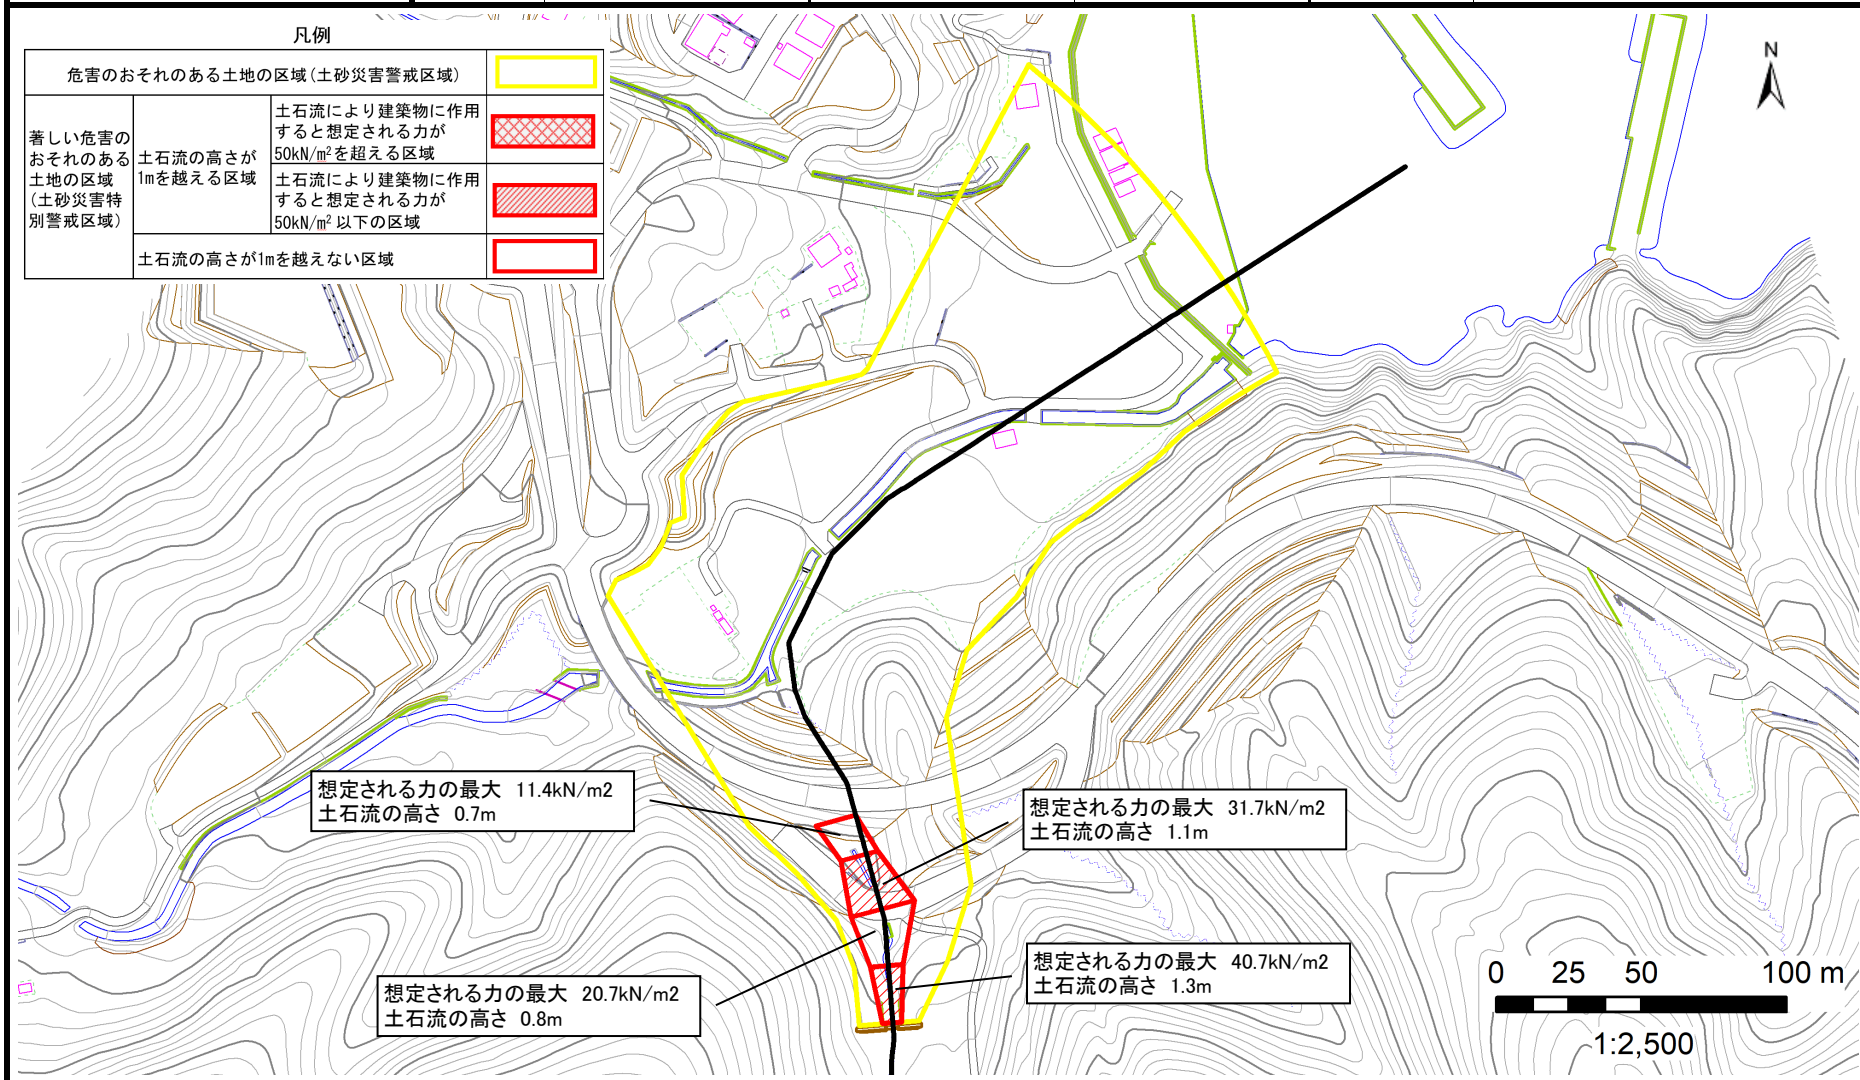 凡例
危害のおそれのある土地の区域(土砂災害警戒区域)
著しい危害の
おそれのある
土地の区域
(土砂災害特
別警戒区域)
土石流の高さが
1mを越える区域
土石流により建築物に作用
すると想定される力が
50kN/m²を超える区域
土石流により建築物に作用
すると想定される力が
50kN/m² 以下の区域
土石流の高さが1mを越えない区域
N
想定される力の最大 11.4kN/m2
土石流の高さ 0.7m
想定される力の最大 31.7kN/m2
土石流の高さ 1.1m
想定される力の最大 20.7kN/m2
土石流の高さ 0.8m
想定される力の最大 40.7kN/m2
土石流の高さ 1.3m
0 25 50 100 m
1:2,500